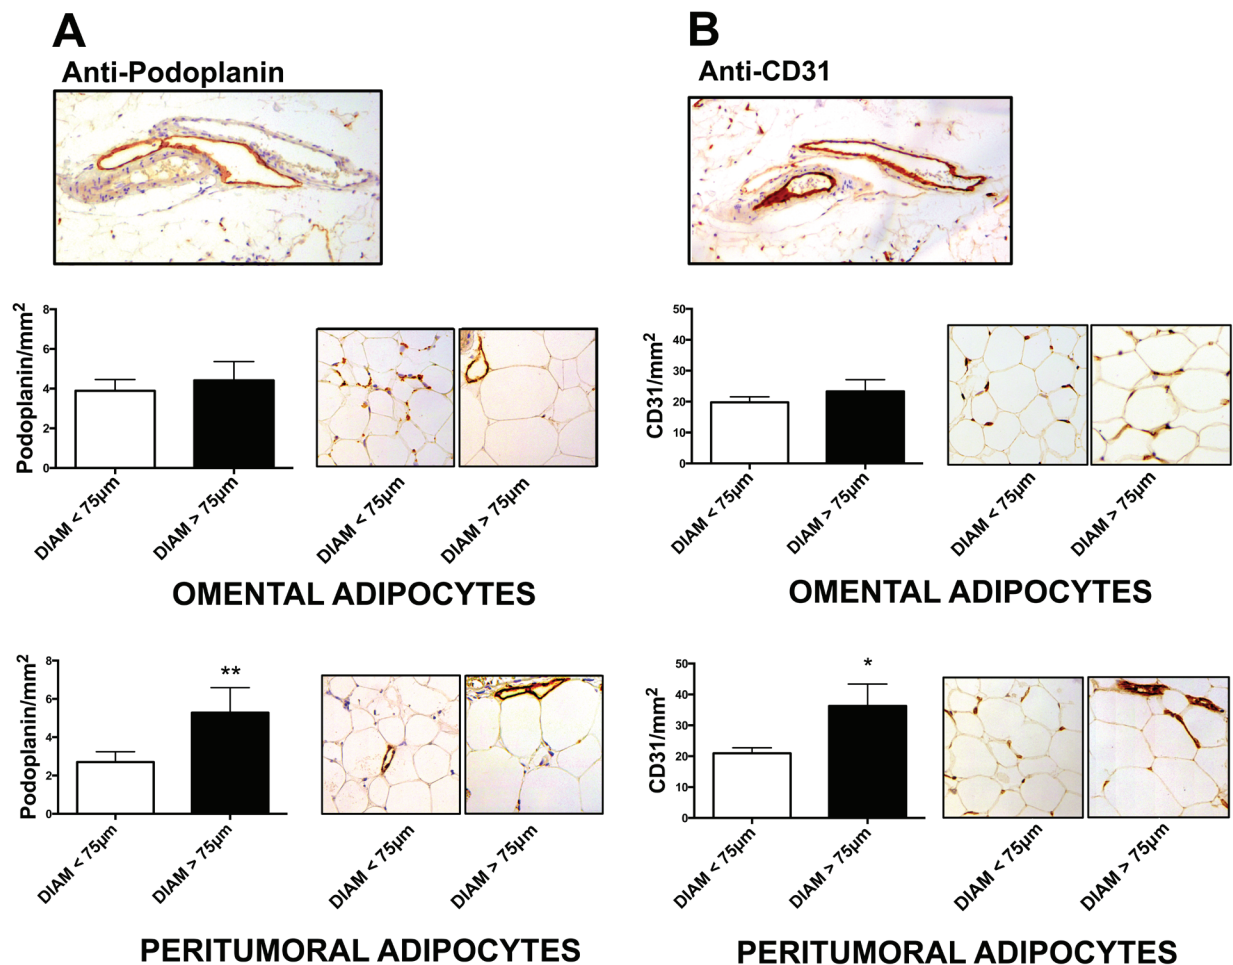 A
Anti-Podoplanin
Podoplanin/mm2
8
6
4
2
0
DIAM < 75µm
DIAM > 75µm
DIAM < 75µm
DIAM > 75µm
OMENTAL ADIPOCYTES
Podoplanin/mm2
8
6
4
2
0
**
DIAM < 75µm
DIAM > 75µm
DIAM < 75µm
DIAM > 75µm
PERITUMORAL ADIPOCYTES
B
Anti-CD31
CD31/mm2
50
40
30
20
10
0
DIAM < 75µm
DIAM > 75µm
DIAM < 75µm
DIAM > 75µm
OMENTAL ADIPOCYTES
CD31/mm2
50
40
30
20
10
0
*
DIAM < 75µm
DIAM > 75µm
DIAM < 75µm
DIAM > 75µm
PERITUMORAL ADIPOCYTES